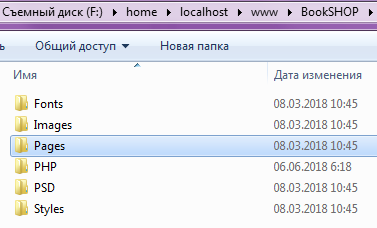 Съемный диск (F:) ▸ home ▸ localhost ▸ www ▸ BookSHOP ▸
Общий доступ ▾ Новая папка
Имя Дата изменения
Fonts 08.03.2018 10:45
Images 08.03.2018 10:45
Pages 08.03.2018 10:45
PHP 06.06.2018 6:18
PSD 08.03.2018 10:45
Styles 08.03.2018 10:45